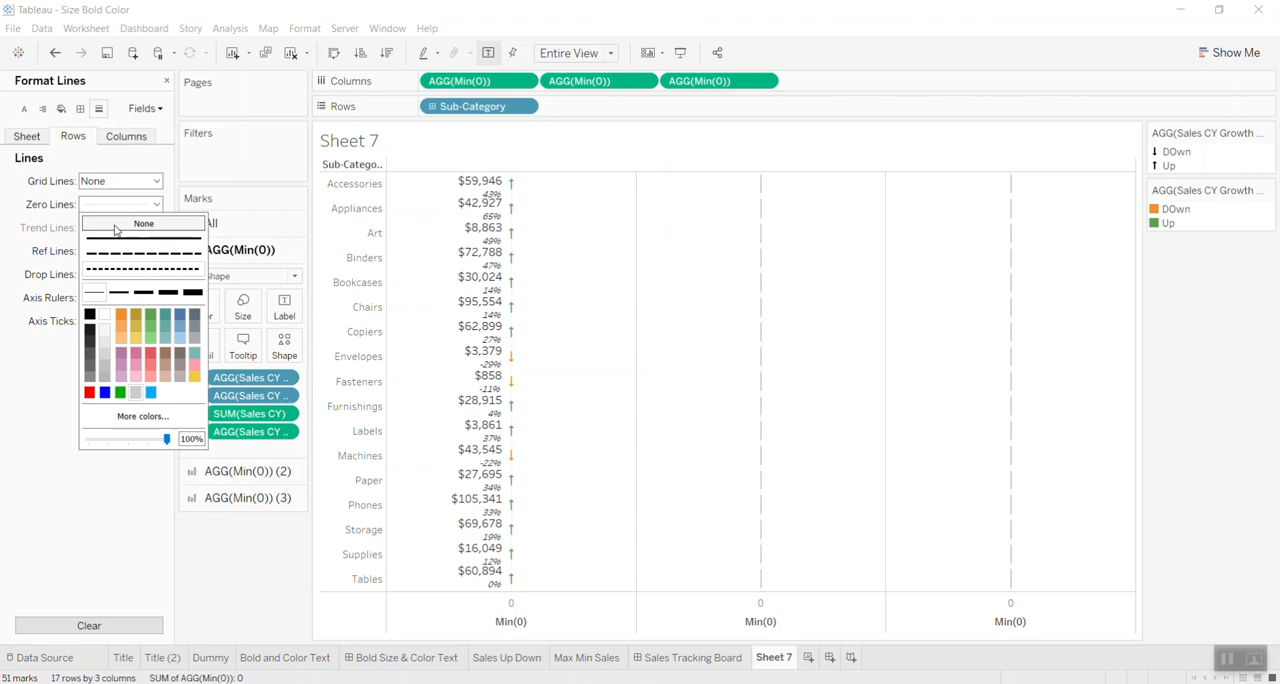 Tableau - Size Bold Color
File Data Worksheet Dashboard Story Analysis Map Format Server Window Help
Entire View
Show Me
Format Lines
Fields
Sheet Rows Columns
Lines
Grid Lines: None
Zero Lines:
None
Trend Lines:
Ref Lines:
Drop Lines:
Axis Rulers:
Axis Ticks:
More colors...
100%
Clear
Pages
Filters
Marks
All
AGG(Min(0))
Size Label
Tooltip Shape
AGG(Sales CY ..
AGG(Sales CY ..
SUM(Sales CY)
AGG(Sales CY ..
AGG(Min(0)) (2)
AGG(Min(0)) (3)
Columns AGG(Min(0)) AGG(Min(0)) AGG(Min(0))
Rows Sub-Category
Sheet 7
Sub-Catego..
Accessories $59,946
43%
Appliances $42,927
65%
Art $8,863
49%
Binders $72,788
47%
Bookcases $30,024
14%
Chairs $95,554
14%
Copiers $62,899
27%
Envelopes $3,379
-29%
Fasteners $858
-11%
Furnishings $28,915
4%
Labels $3,861
37%
Machines $43,545
-22%
Paper $27,695
34%
Phones $105,341
33%
Storage $69,678
19%
Supplies $16,049
12%
Tables $60,894
0%
0 0 0
Min(0) Min(0) Min(0)
AGG(Sales CY Growth ...
DOwn
Up
AGG(Sales CY Growth ...
DOwn
Up
Data Source Title Title (2) Dummy Bold and Color Text Bold Size & Color Text Sales Up Down Max Min Sales Sales Tracking Board Sheet 7
51 marks 17 rows by 3 columns SUM of AGG(Min(0)): 0